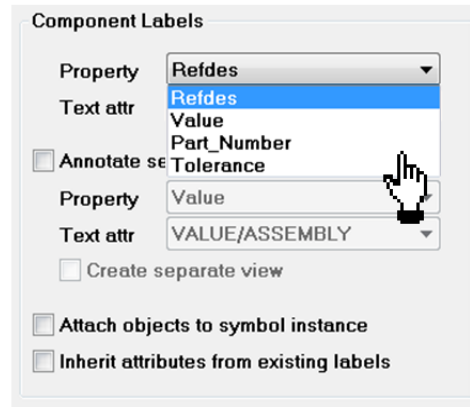 Component Labels
Property Refdes
Text attr Refdes
Value
Part_Number
Annotate se Tolerance
Property Value
Text attr VALUE/ASSEMBLY
Create separate view
Attach objects to symbol instance
Inherit attributes from existing labels